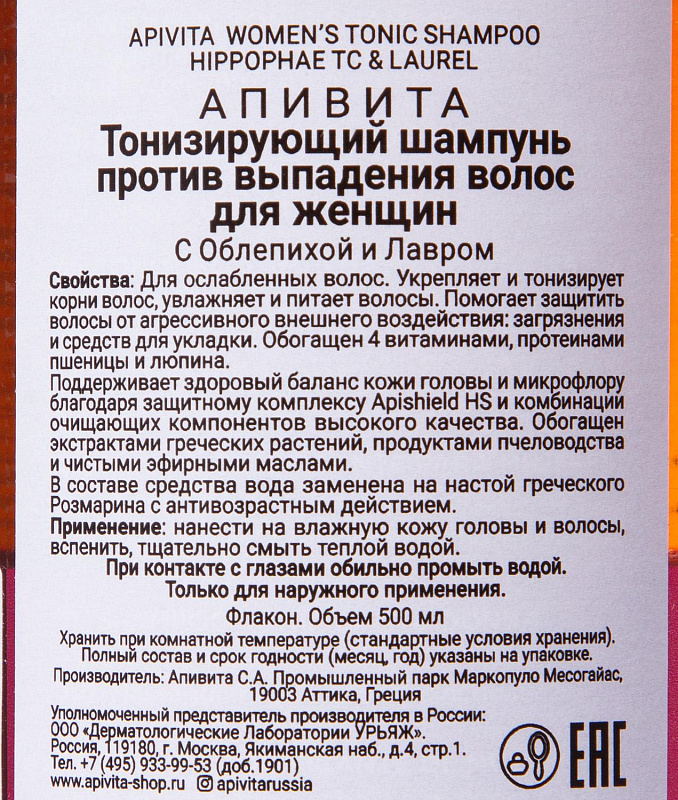 APIVITA WOMEN'S TONIC SHAMPOO
HIPPOPHAE TC & LAUREL
АПИВИТА
Тонизирующий шампунь
против выпадения волос
для женщин
С Облепихой и Лавром
Свойства: Для ослабленных волос. Укрепляет и тонизирует
корни волос, увлажняет и питает волосы. Помогает защитить
волосы от агрессивного внешнего воздействия: загрязнения
и средств для укладки. Обогащен 4 витаминами, протеинами
пшеницы и люпина.
Поддерживает здоровый баланс кожи головы и микрофлору
благодаря защитному комплексу Apishield HS и комбинации
очищающих компонентов высокого качества. Обогащен
экстрактами греческих растений, продуктами пчеловодства
и чистыми эфирными маслами.
В составе средства вода заменена на настой греческого
Розмарина с антивозрастным действием.
Применение: нанести на влажную кожу головы и волосы,
вспенить, тщательно смыть теплой водой.
При контакте с глазами обильно промыть водой.
Только для наружного применения.
Флакон. Объем 500 мл
Хранить при комнатной температуре (стандартные условия хранения).
Полный состав и срок годности (месяц, год) указаны на упаковке.
Производитель: Апивита С.А. Промышленный парк Маркопуло Месогайас,
19003 Аттика, Греция
Уполномоченный представитель производителя в России:
ООО «Дерматологические Лаборатории УРЬЯЖ».
Россия, 119180, г. Москва, Якиманская наб., д.4, стр.1.
Тел. +7 (495) 933-99-53 (доб.1901)
www.apivita-shop.ru apivitarussia
EAC